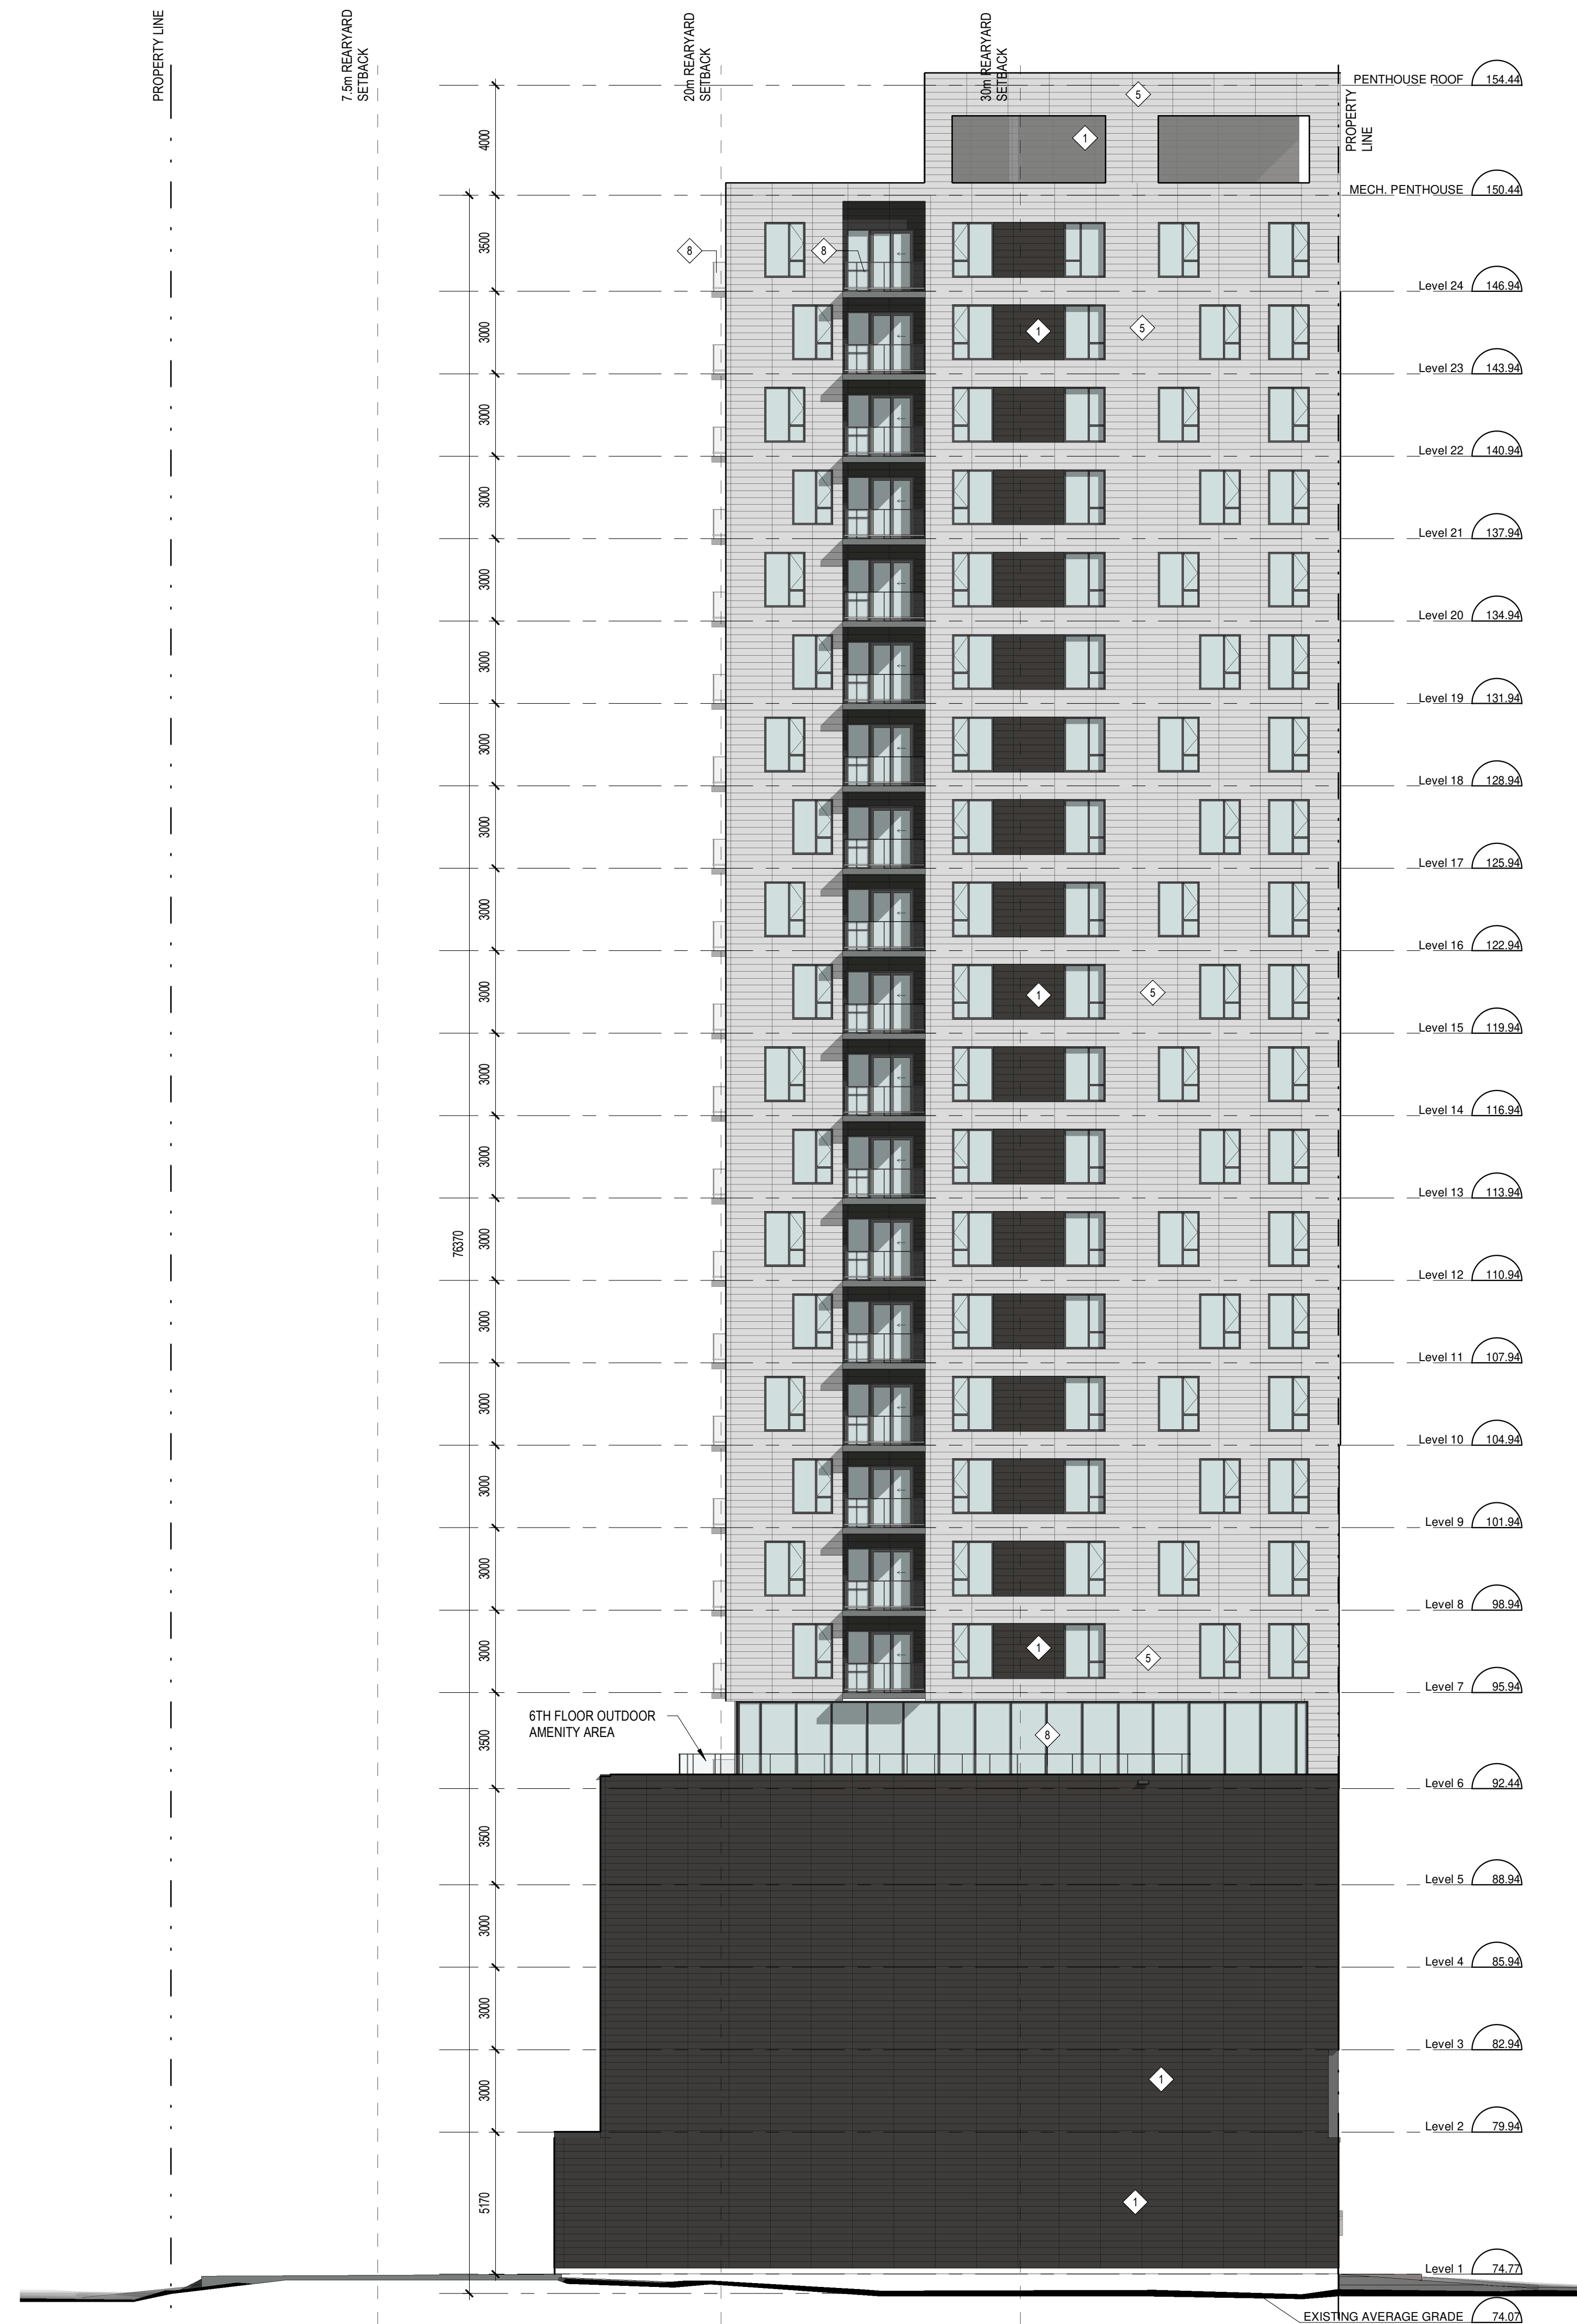 PROPERTY LINE
7.5m REARYARD
SETBACK
20m REARYARD
SETBACK
30m REARYARD
SETBACK
PENTHOUSE ROOF 154.44
PROPERTY
LINE
5
1
4000
MECH. PENTHOUSE 150.44
8
8
3500
Level 24 146.94
1
5
3000
Level 23 143.94
3000
Level 22 140.94
3000
Level 21 137.94
3000
Level 20 134.94
3000
Level 19 131.94
3000
Level 18 128.94
3000
Level 17 125.94
3000
Level 16 122.94
1
5
3000
Level 15 119.94
3000
Level 14 116.94
3000
Level 13 113.94
76370
3000
Level 12 110.94
3000
Level 11 107.94
3000
Level 10 104.94
3000
Level 9 101.94
3000
Level 8 98.94
1
5
3000
Level 7 95.94
6TH FLOOR OUTDOOR
AMENITY AREA
8
3500
Level 6 92.44
3500
Level 5 88.94
3000
Level 4 85.94
3000
Level 3 82.94
1
3000
Level 2 79.94
1
5170
Level 1 74.77
EXISTING AVERAGE GRADE 74.07